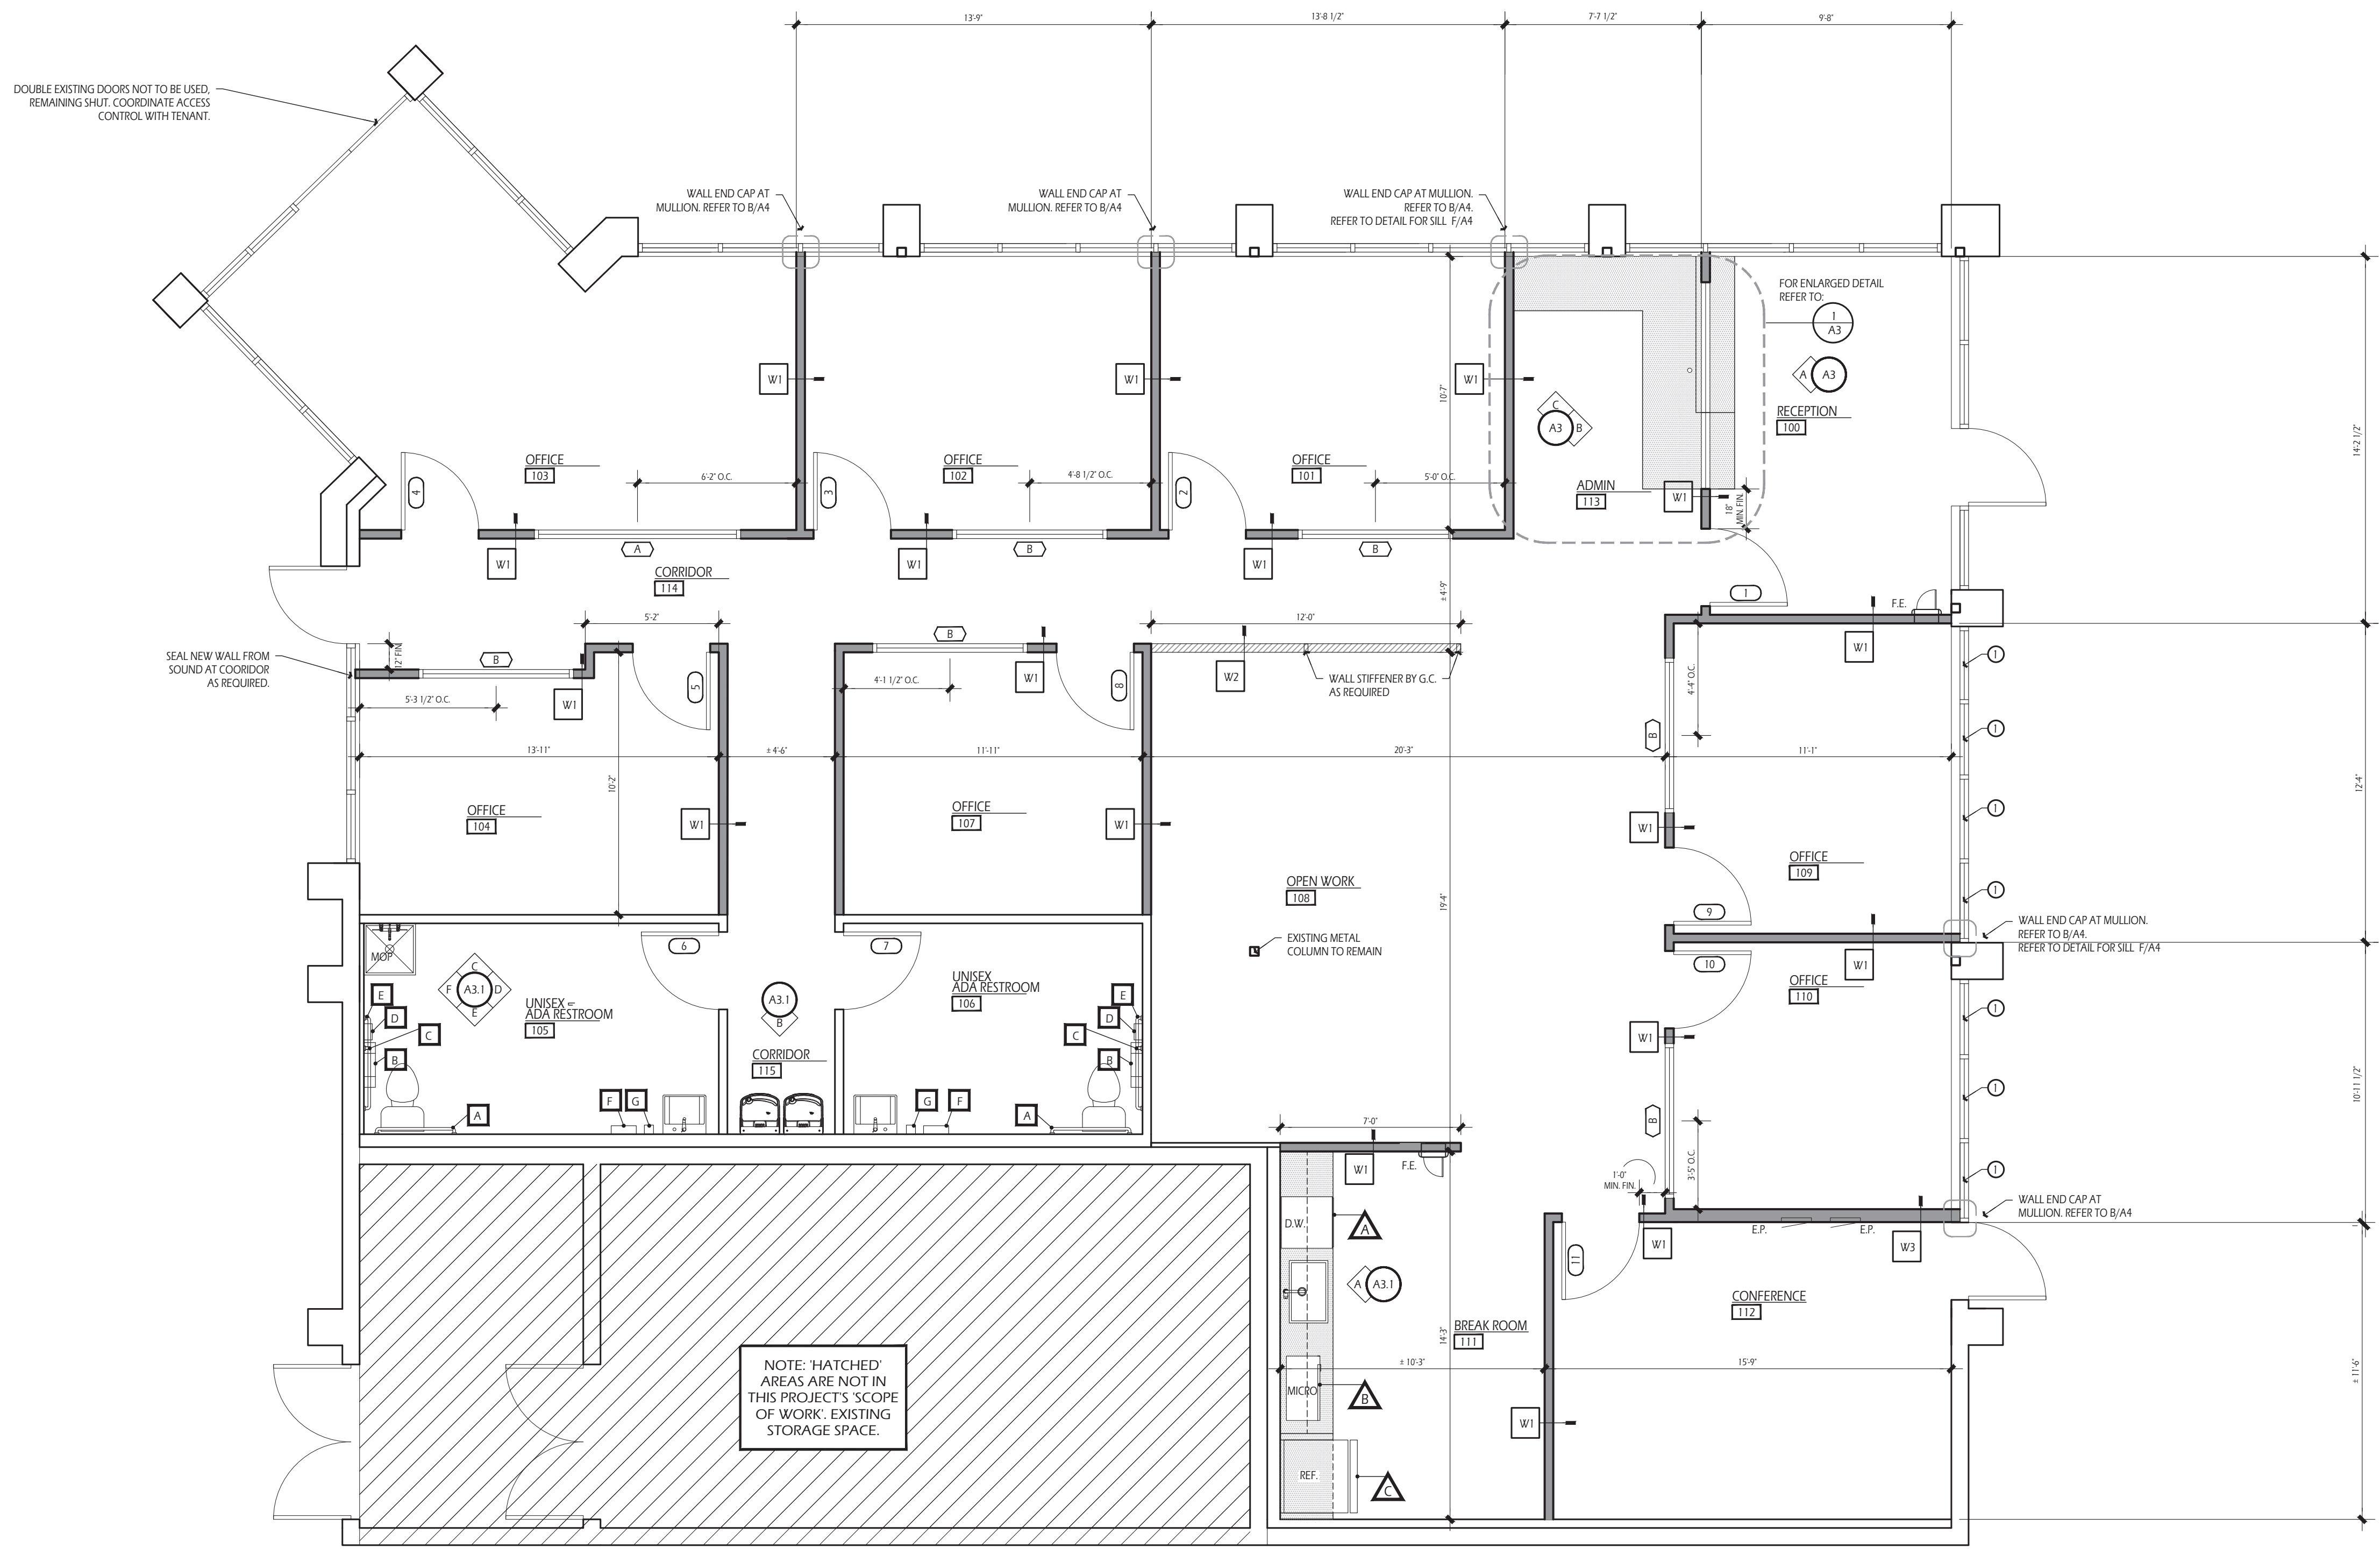 13'-9"
13'-8 1/2"
7'-7 1/2"
9'-8"
DOUBLE EXISTING DOORS NOT TO BE USED,
REMAINING SHUT. COORDINATE ACCESS
CONTROL WITH TENANT.
WALL END CAP AT
MULLION. REFER TO B/A4
WALL END CAP AT
MULLION. REFER TO B/A4
WALL END CAP AT MULLION.
REFER TO B/A4.
REFER TO DETAIL FOR SILL F/A4
FOR ENLARGED DETAIL
REFER TO:
1
A3
A
A3
RECEPTION
100
W1
W1
W1
10'-7"
C
A3
B
14'-2 1/2"
OFFICE
103
6'-2" O.C.
OFFICE
102
4'-8 1/2" O.C.
OFFICE
101
5'-0" O.C.
ADMIN
113
W1
18"
MIN. FIN.
4
3
2
A
B
B
W1
W1
W1
CORRIDOR
114
± 4'-9"
1
F.E.
5'-2"
12'-0"
SEAL NEW WALL FROM
SOUND AT COORIDOR
AS REQUIRED.
12" FIN.
B
B
W1
W1
W2
WALL STIFFENER BY G.C.
AS REQUIRED
W1
1
5'-3 1/2" O.C.
5
4'-1 1/2" O.C.
8
4'-4" O.C.
B
1
13'-11"
± 4'-6"
11'-11"
20'-3"
11'-1"
10'-2"
12'-4"
OFFICE
104
W1
OFFICE
107
W1
W1
1
OFFICE
109
OPEN WORK
108
19'-4"
1
9
WALL END CAP AT MULLION.
REFER TO B/A4.
REFER TO DETAIL FOR SILL F/A4
EXISTING METAL
COLUMN TO REMAIN
6
7
10
W1
MOP
C
F
A3.1
D
E
UNISEX
ADA RESTROOM
105
A3.1
B
UNISEX
ADA RESTROOM
106
OFFICE
110
E
D
C
B
E
D
C
B
W1
1
CORRIDOR
115
1
10'-11 1/2"
F
G
A
G
F
A
7'-0"
B
W1
F.E.
1'-0"
MIN. FIN.
3'-5" O.C.
1
WALL END CAP AT
MULLION. REFER TO B/A4
D.W.
A
W1
E.P.
E.P.
W3
11
A
A3.1
CONFERENCE
112
BREAK ROOM
111
14'-3"
± 10'-3"
15'-9"
± 11'-6"
NOTE: 'HATCHED'
AREAS ARE NOT IN
THIS PROJECT'S 'SCOPE
OF WORK'. EXISTING
STORAGE SPACE.
MICRO
B
W1
REF.
C